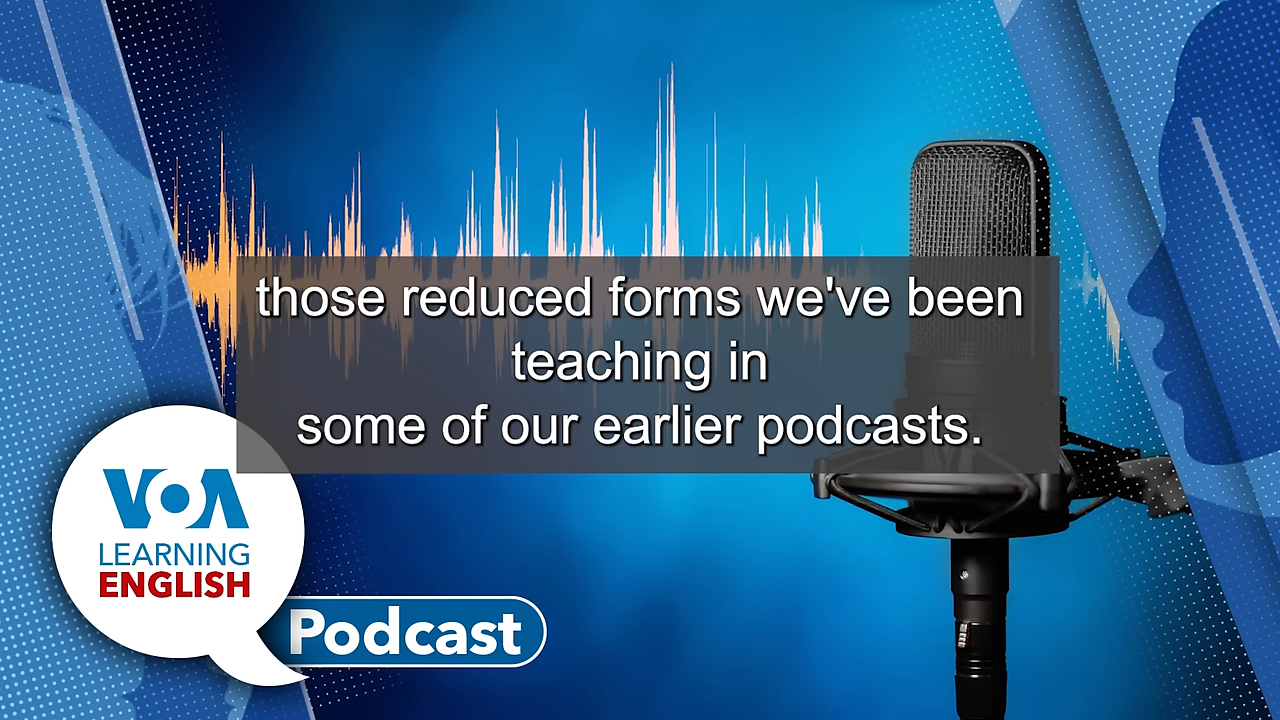 those reduced forms we've been
teaching in
some of our earlier podcasts.
VOA
LEARNING
ENGLISH
Podcast